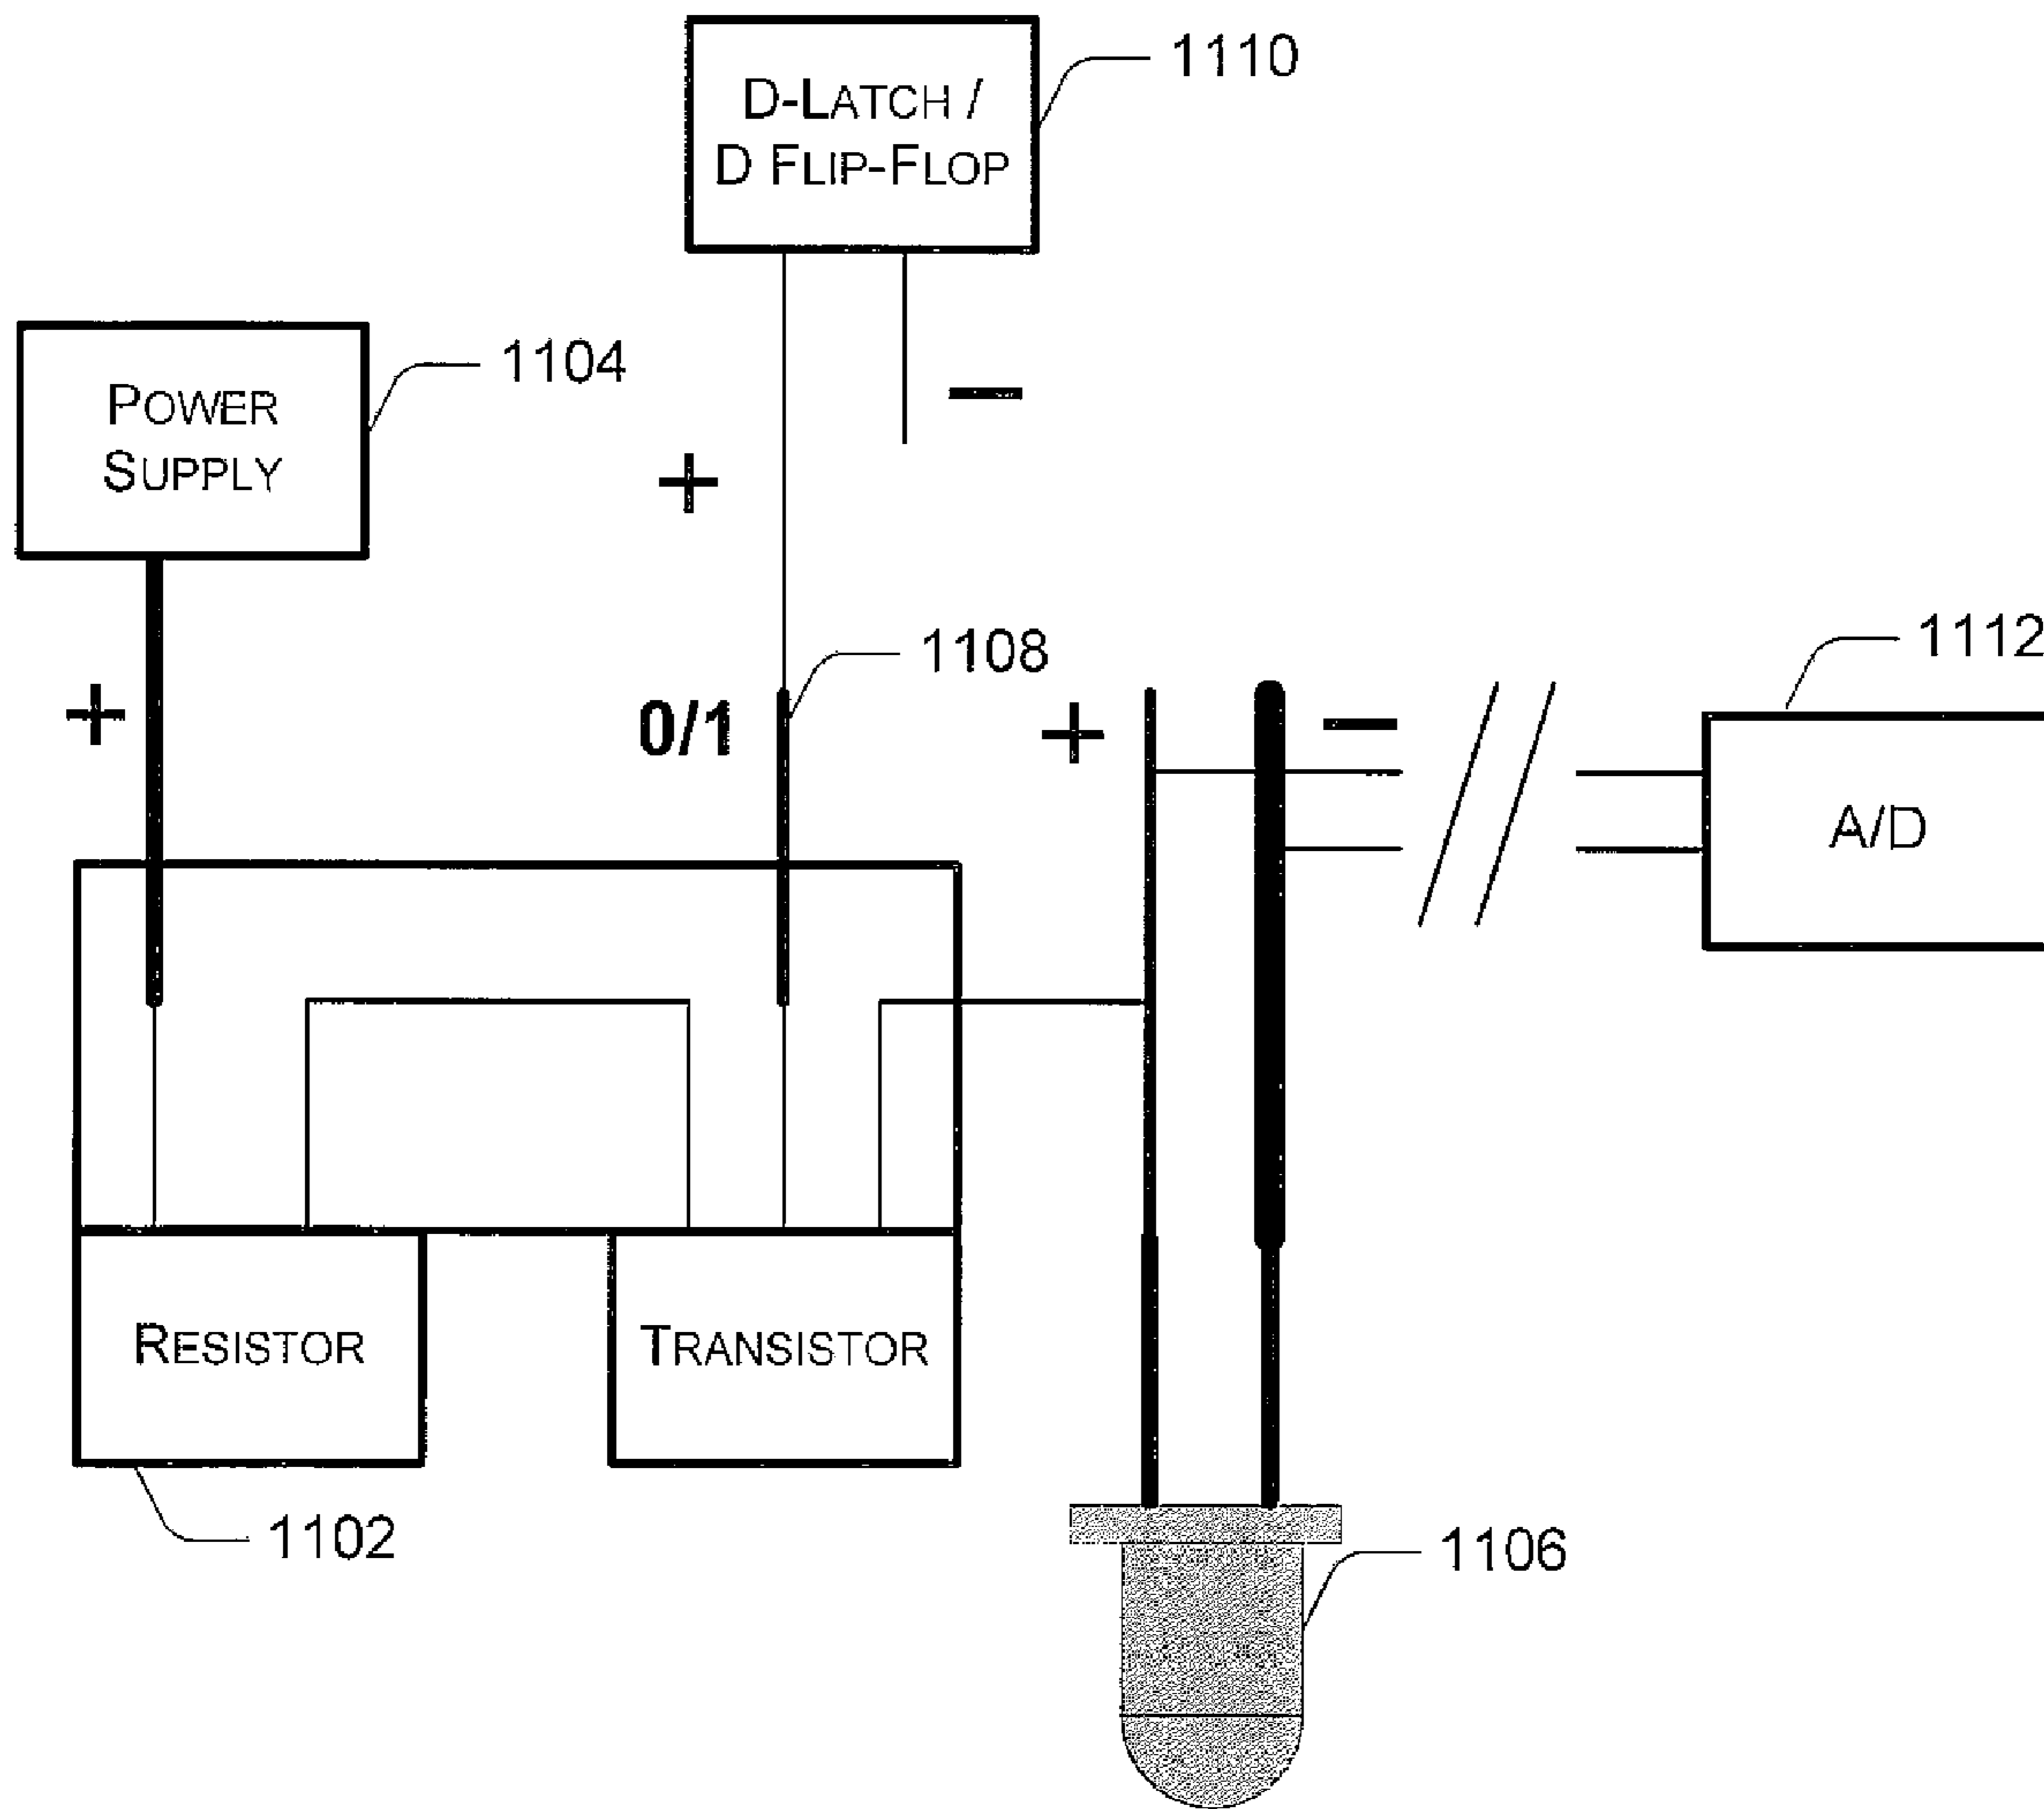 1110
D-LATCH /
D FLIP-FLOP
1104
POWER
SUPPLY
−
+
1108
1112
+
0/1
+
−
A/D
RESISTOR
TRANSISTOR
1102
1106